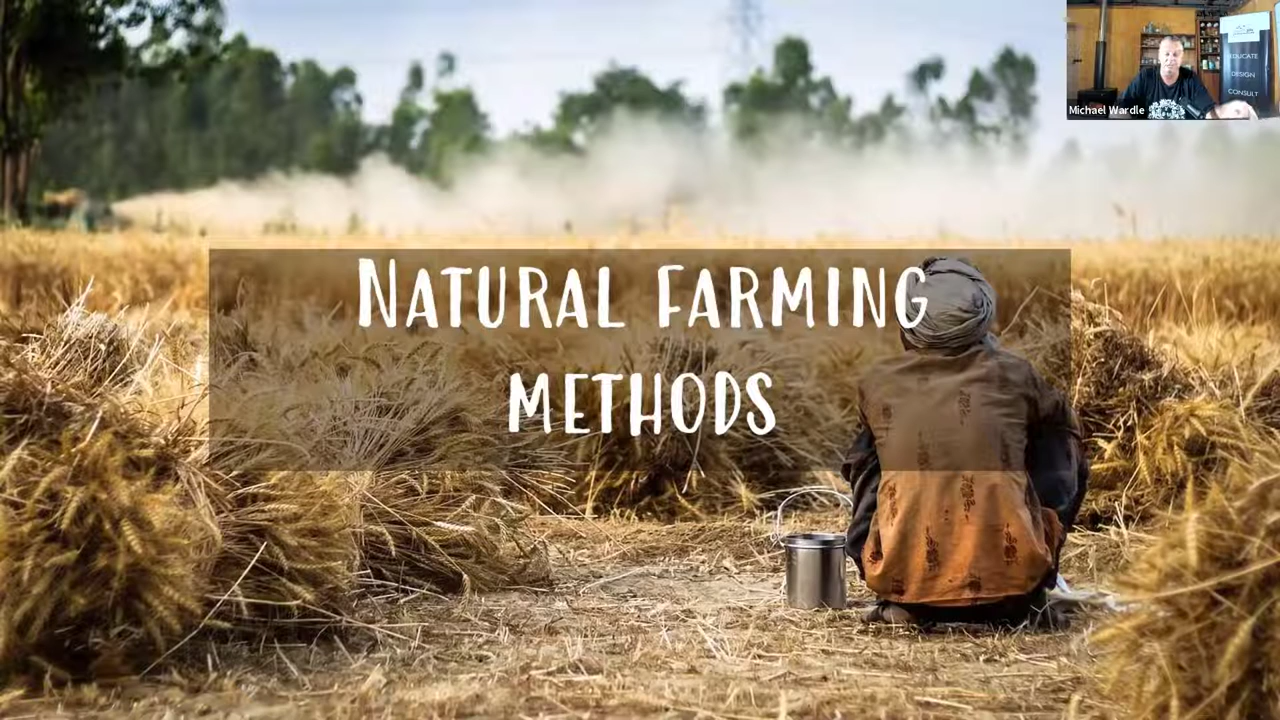 NATURAL FARMING
METHODS
Michael Wardle
EDUCATE
DESIGN
CONSULT